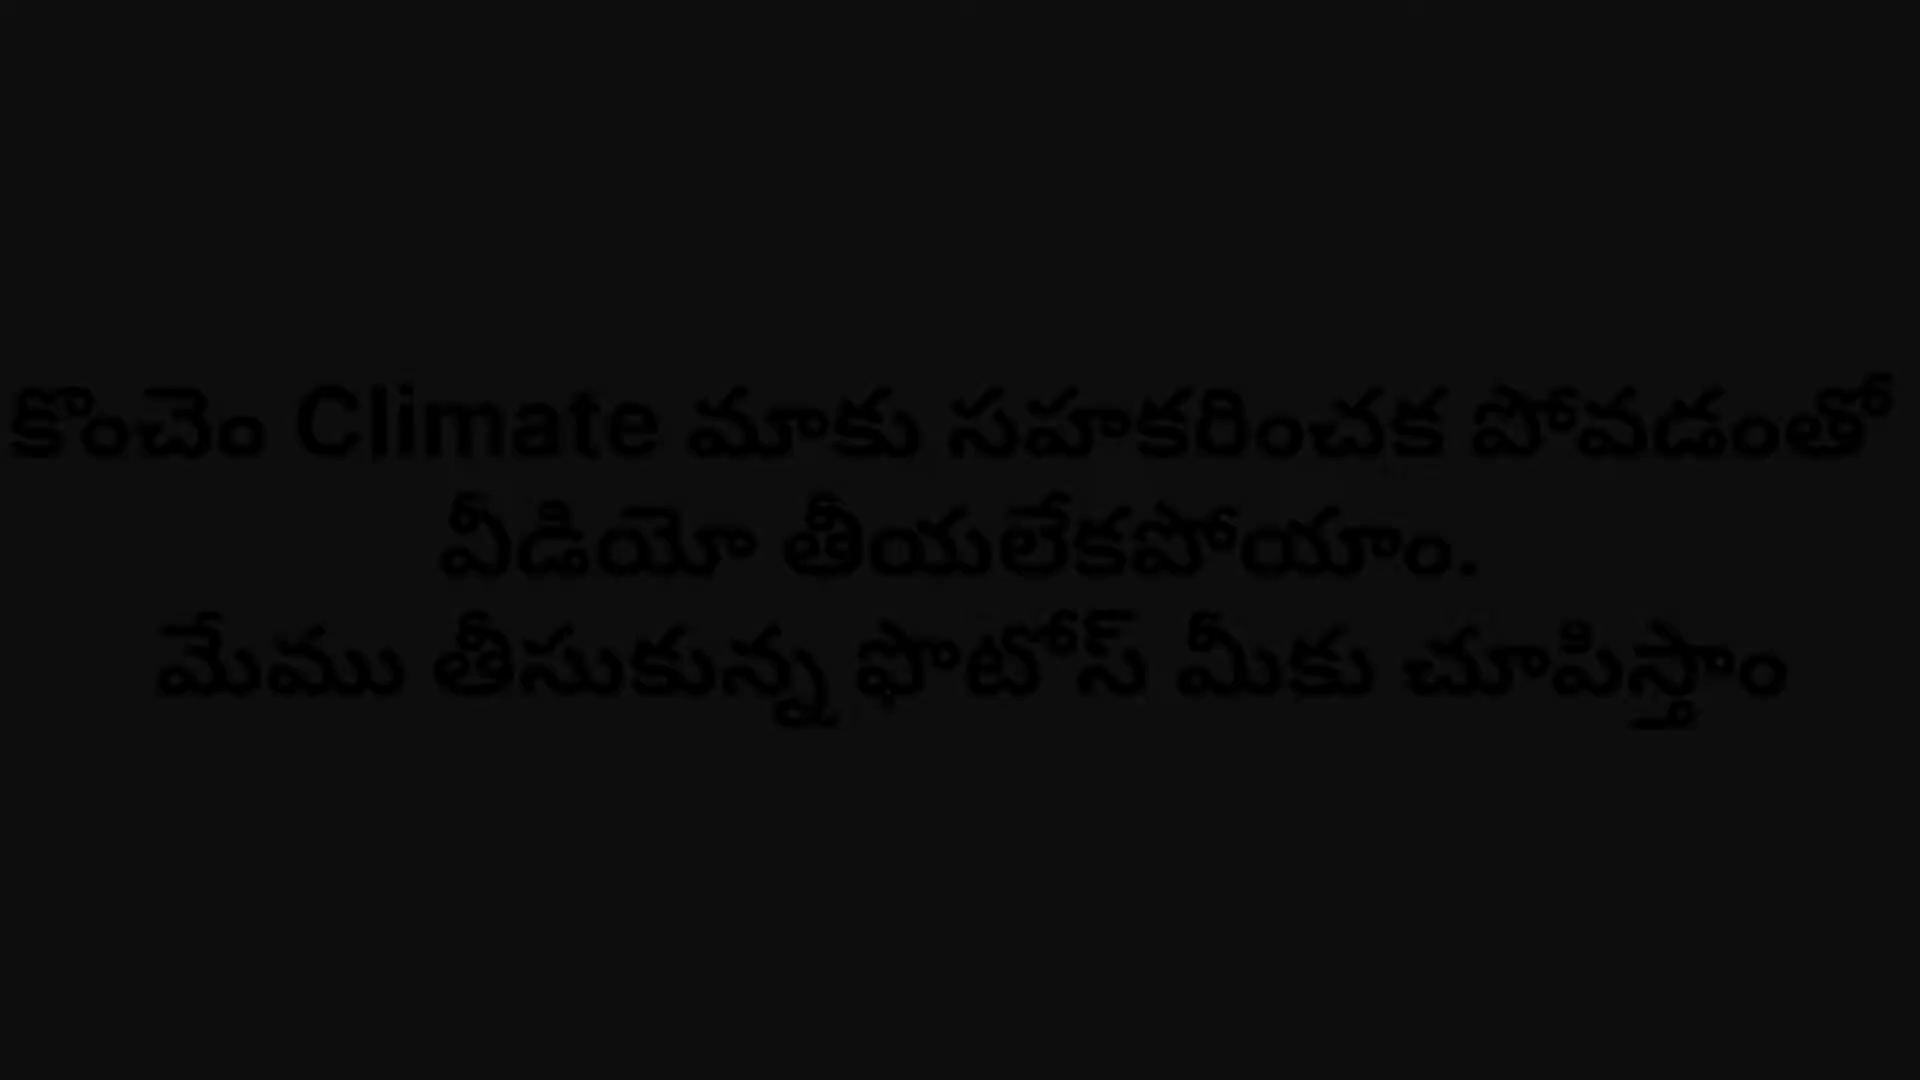 కొంచెం Climate మాకు సహకరించక పోవడంతో
వీడియో తీయలేకపోయాం.
మేము తీసుకున్న ఫొటోస్ మీకు చూపిస్తాం